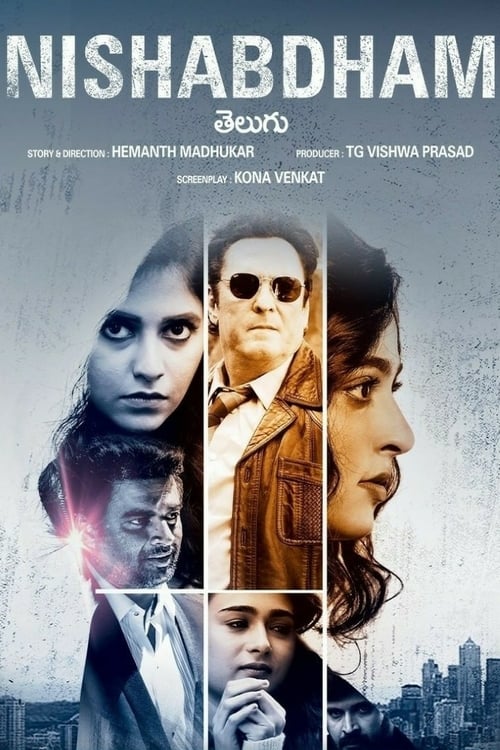 NISHABDHAM
తెలుగు
STORY & DIRECTION : HEMANTH MADHUKAR
PRODUCER : TG VISHWA PRASAD
SCREENPLAY : KONA VENKAT